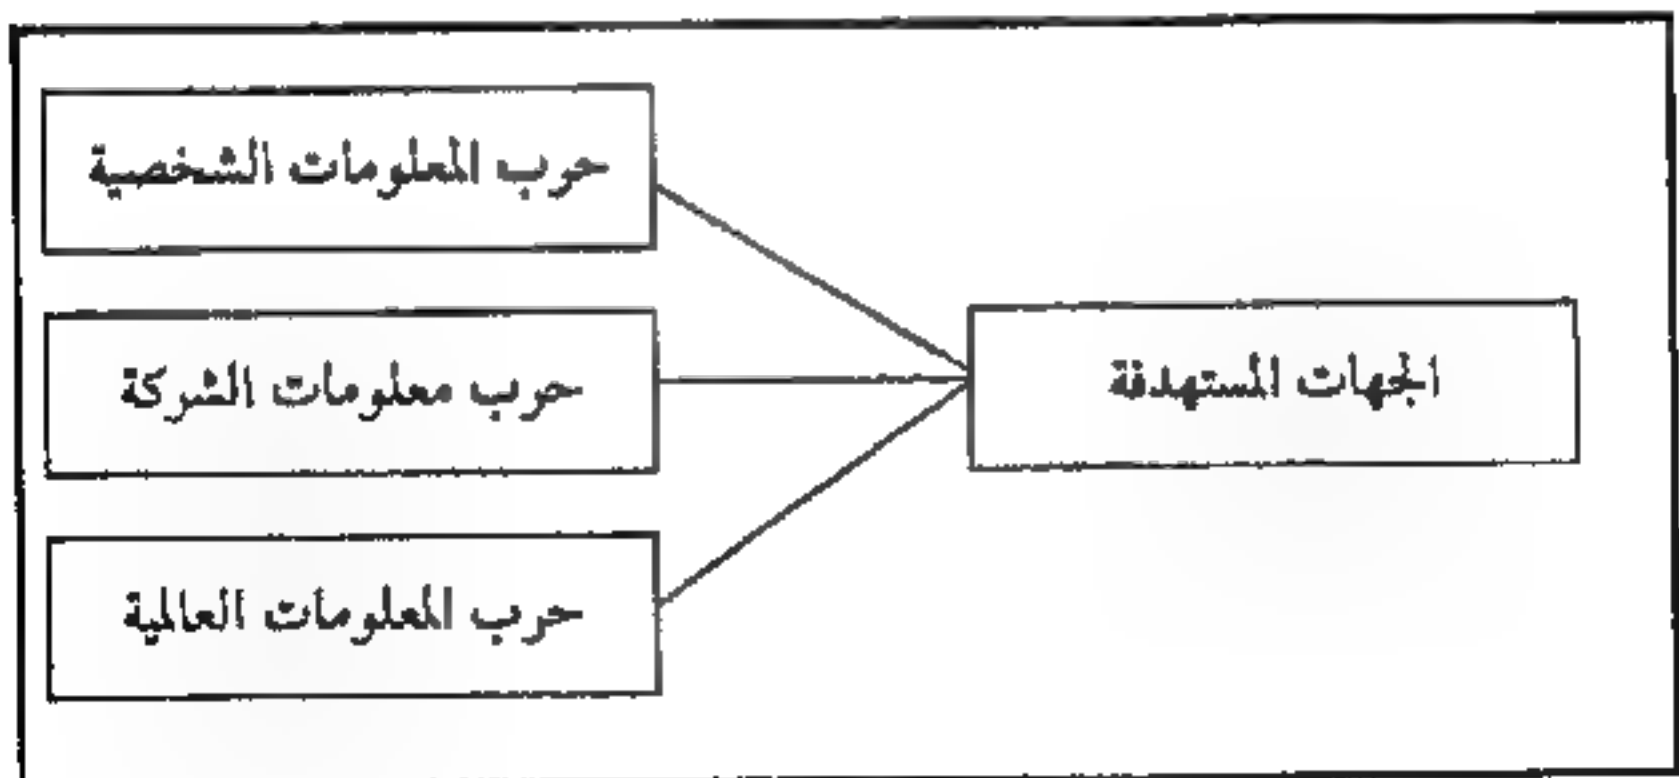 الجهات المستهدفة
حرب المعلومات الشخصية
حرب معلومات الشركة
حرب المعلومات العالمية